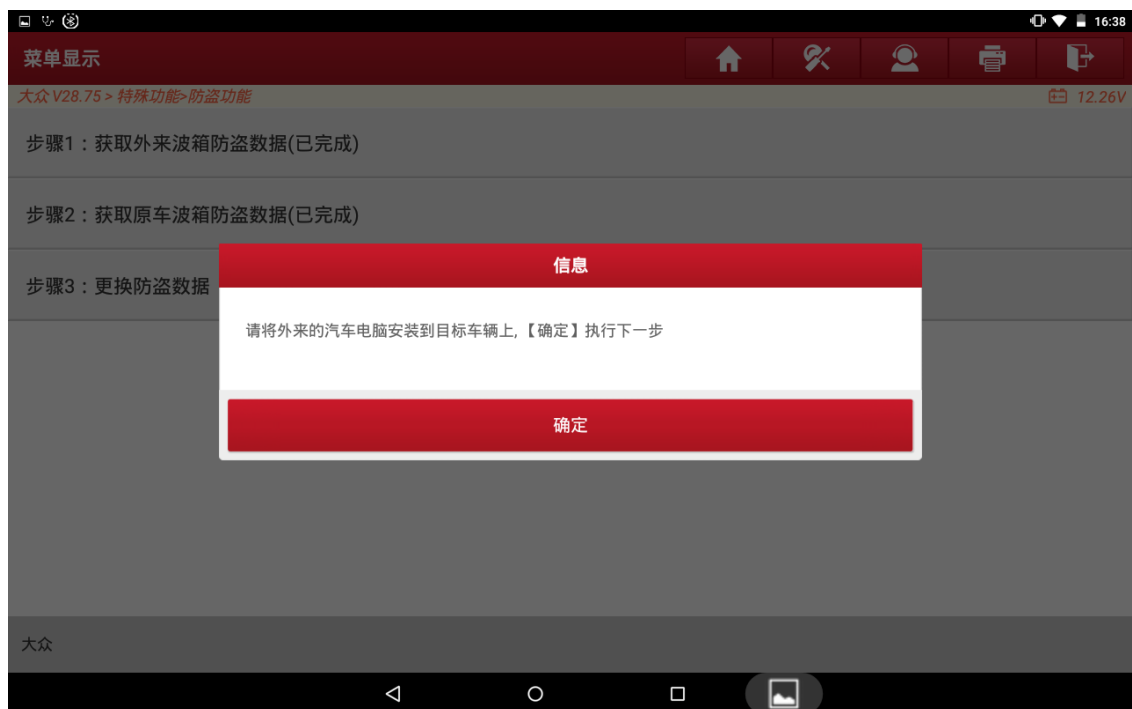 16:38
菜单显示
大众 V28.75 > 特殊功能>防盗功能
12.26V
步骤1：获取外来波箱防盗数据(已完成)
步骤2：获取原车波箱防盗数据(已完成)
步骤3：更换防盗数据
信息
请将外来的汽车电脑安装到目标车辆上,【确定】执行下一步
确定
大众